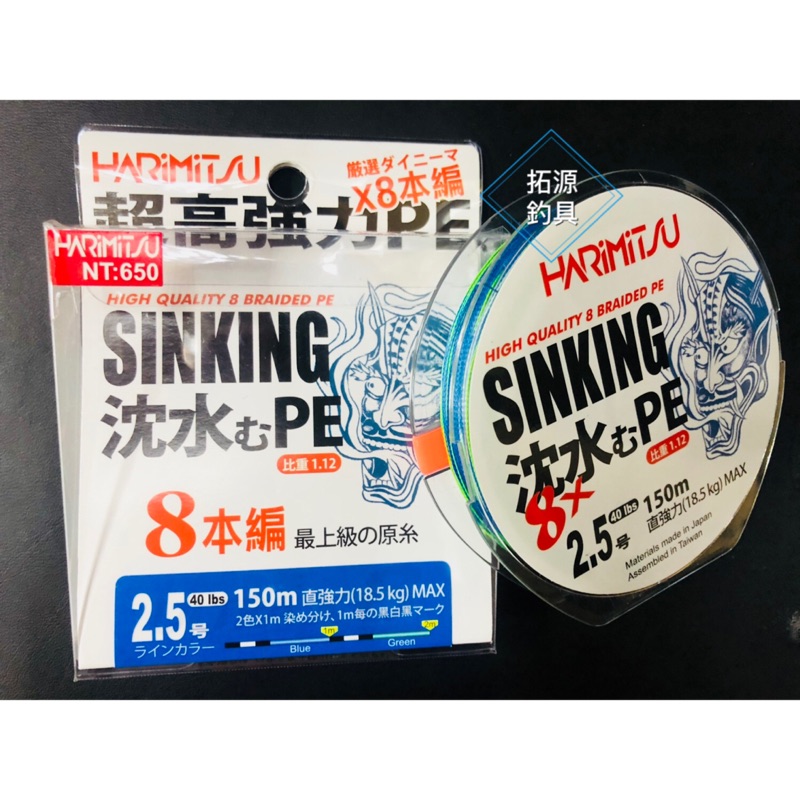 HARiMiTSU
厳選ダイニーマ
X8本編
超高強力PE
HARiMiTSU
NT:650
HIGH QUALITY 8 BRAIDED PE
SINKING
沈水むPE
比重1.12
8本編 最上級の原糸
2.5号 40 lbs 150m 直強力(18.5 kg) MAX
2色X1m 染め分け、1m毎の黒白黒マーク
ラインカラー
1m
2m
Blue
Green
拓源
釣具
HARiMiTSU
HIGH QUALITY 8 BRAIDED PE
SINKING
沈水むPE
比重1.12
8X
2.5号 40 lbs 150m
直強力(18.5 kg) MAX
Materials made in Japan
Assembled in Taiwan